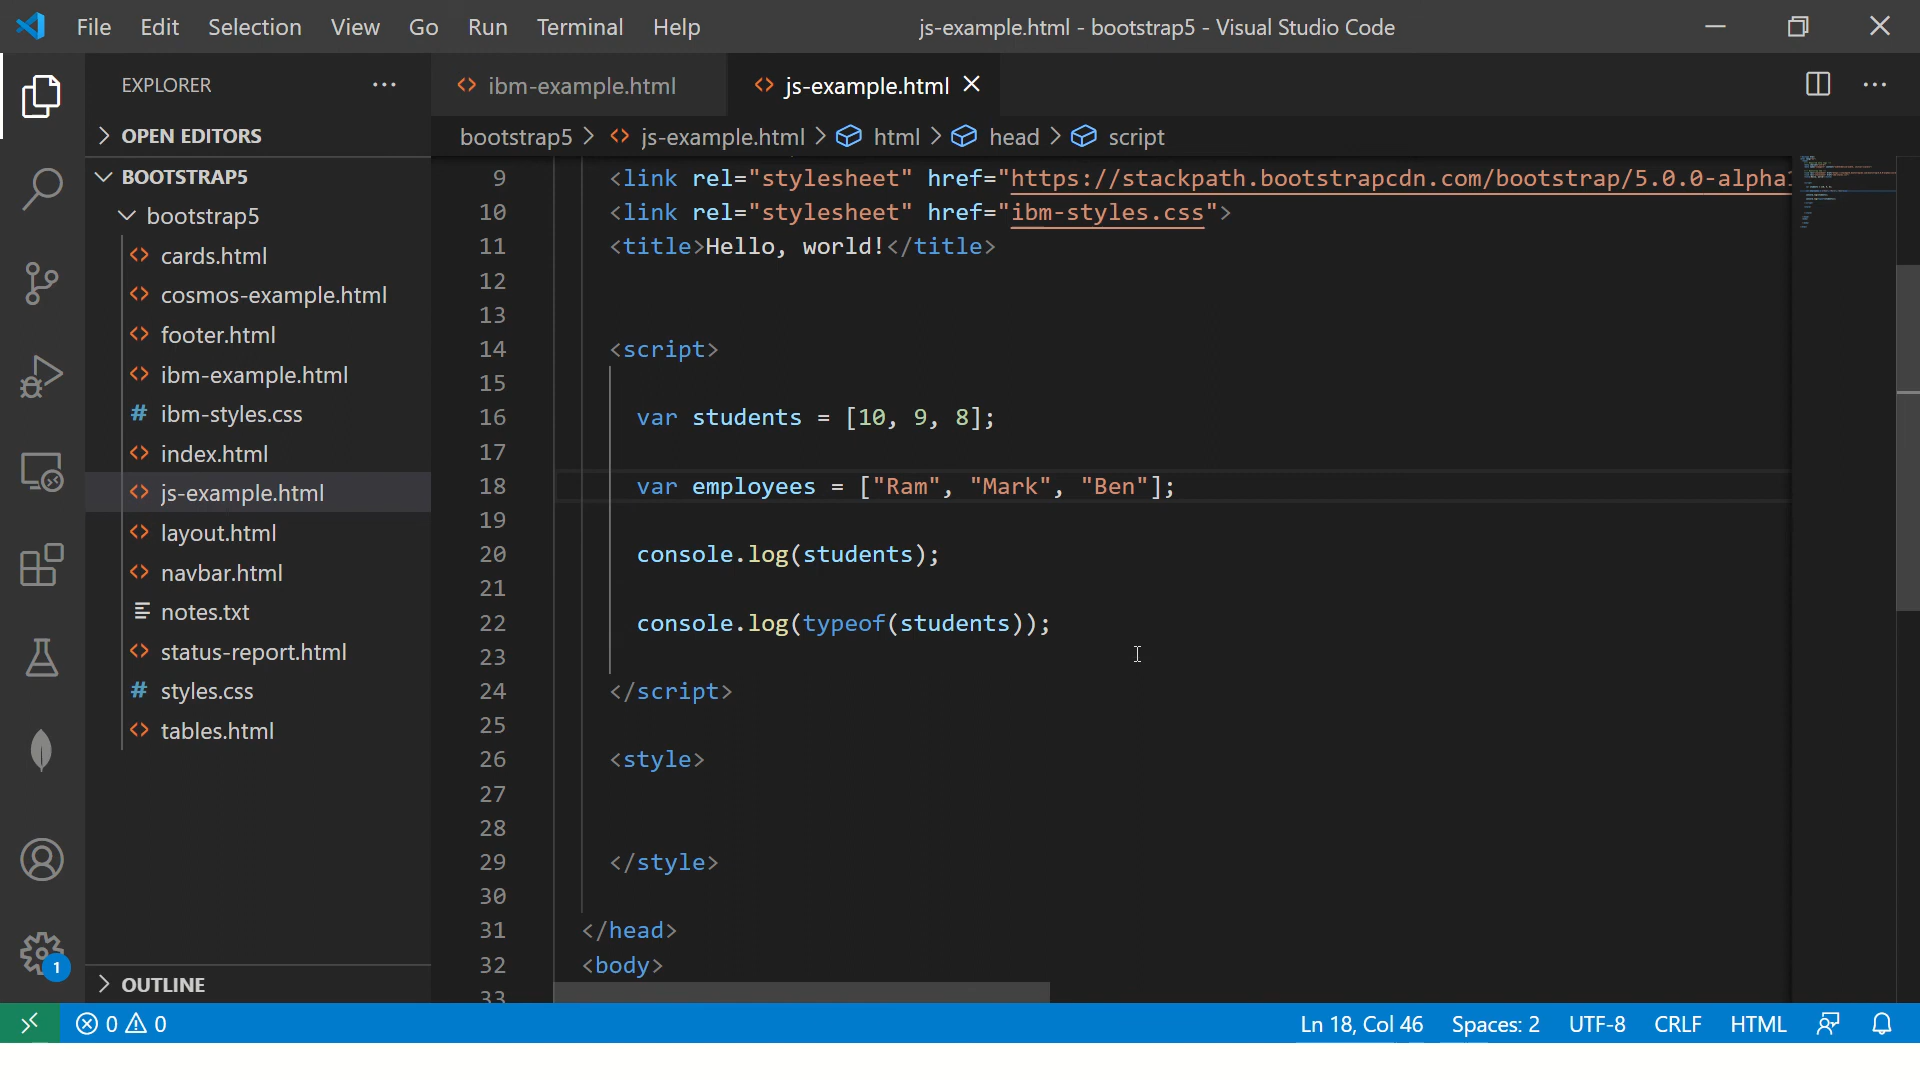 File Edit Selection View Go Run Terminal Help
js-example.html - bootstrap5 - Visual Studio Code
EXPLORER
OPEN EDITORS
BOOTSTRAP5
bootstrap5
cards.html
cosmos-example.html
footer.html
ibm-example.html
ibm-styles.css
index.html
js-example.html
layout.html
navbar.html
notes.txt
status-report.html
styles.css
tables.html
OUTLINE
ibm-example.html js-example.html
bootstrap5 > js-example.html > html > head > script
9 <link rel="stylesheet" href="https://stackpath.bootstrapcdn.com/bootstrap/5.0.0-alpha
10 <link rel="stylesheet" href="ibm-styles.css">
11 <title>Hello, world!</title>
12
13
14 <script>
15
16 var students = [10, 9, 8];
17
18 var employees = ["Ram", "Mark", "Ben"];
19
20 console.log(students);
21
22 console.log(typeof(students));
23
24 </script>
25
26 <style>
27
28
29 </style>
30
31 </head>
32 <body>
33
1
0 0
Ln 18, Col 46 Spaces: 2 UTF-8 CRLF HTML